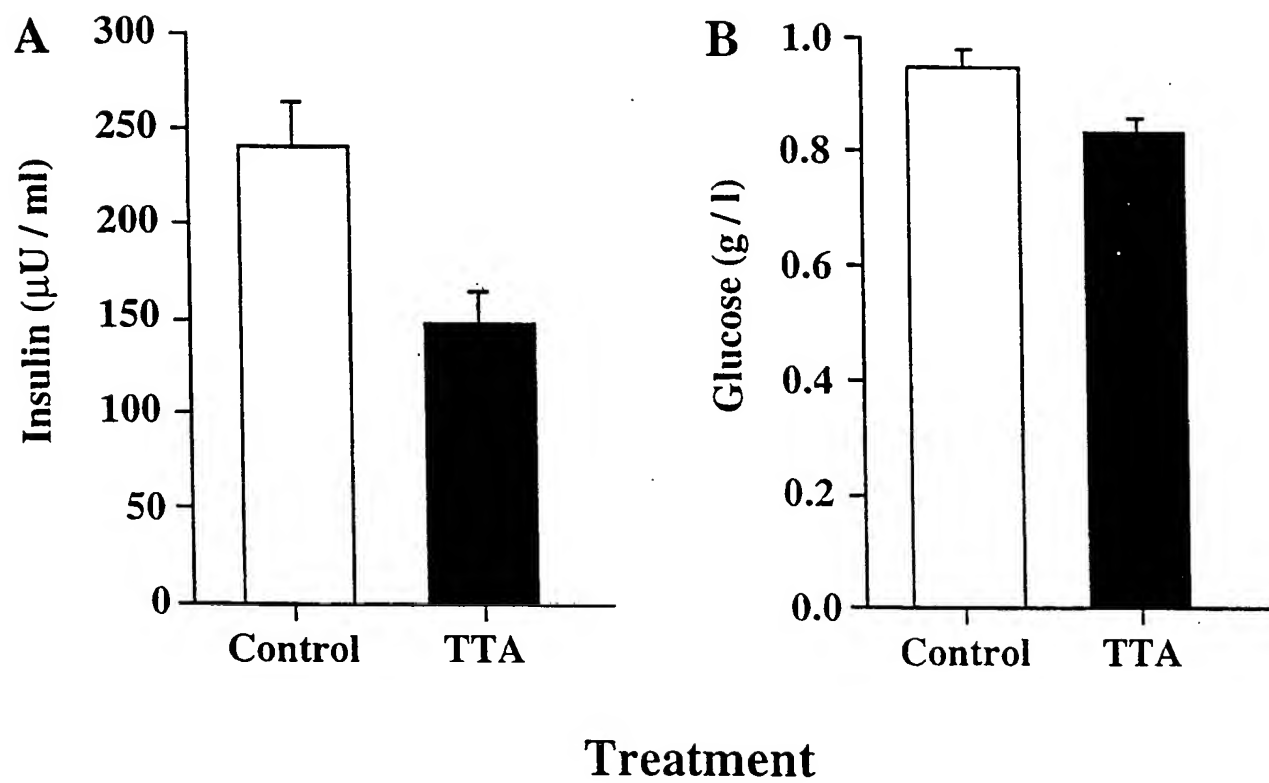 A
300
250
200
150
100
50
0
Insulin (µU / ml)
Control TTA
B
1.0
0.8
0.6
0.4
0.2
0.0
Glucose (g / l)
Control TTA
Treatment